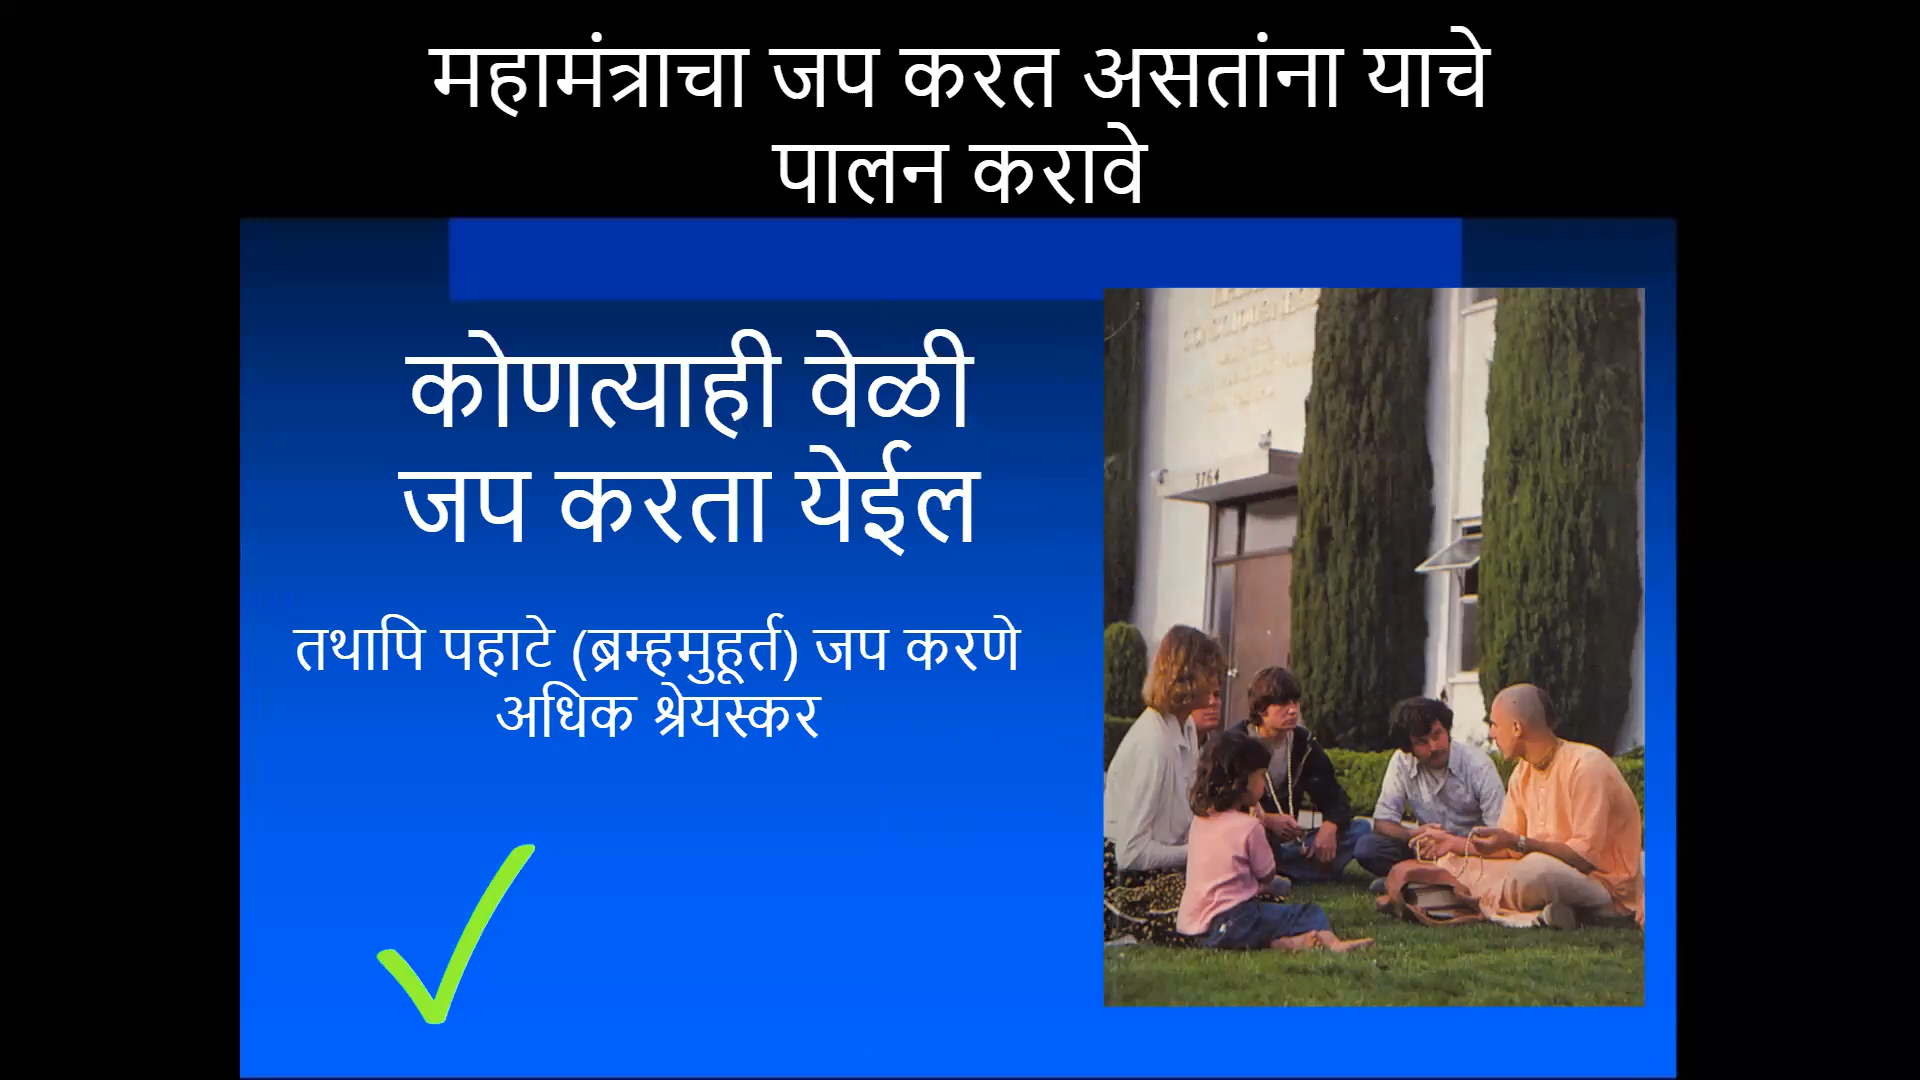 महामंत्राचा जप करत असतांना याचे
पालन करावे
कोणत्याही वेळी
जप करता येईल
तथापि पहाटे (ब्रम्हमुहूर्त) जप करणे
अधिक श्रेयस्कर
3764